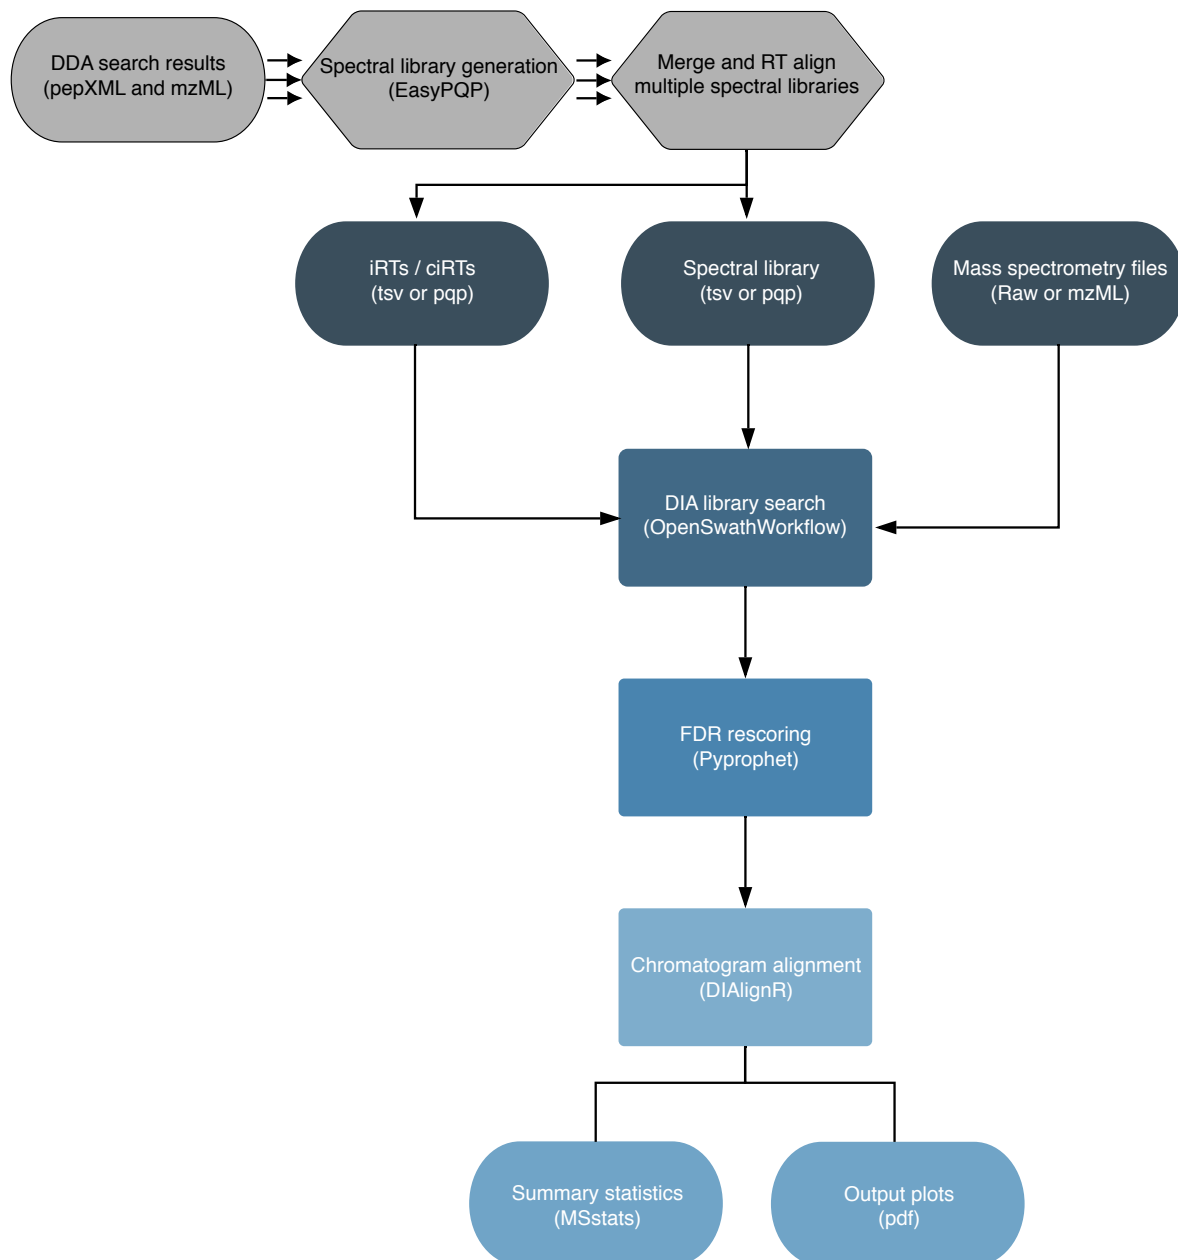 DDA search results
(pepXML and mzML)
Spectral library generation
(EasyPQP)
Merge and RT align
multiple spectral libraries
iRTs / ciRTs
(tsv or pqp)
Spectral library
(tsv or pqp)
Mass spectrometry files
(Raw or mzML)
DIA library search
(OpenSwathWorkflow)
FDR rescoring
(Pyprophet)
Chromatogram alignment
(DIAlignR)
Summary statistics
(MSstats)
Output plots
(pdf)